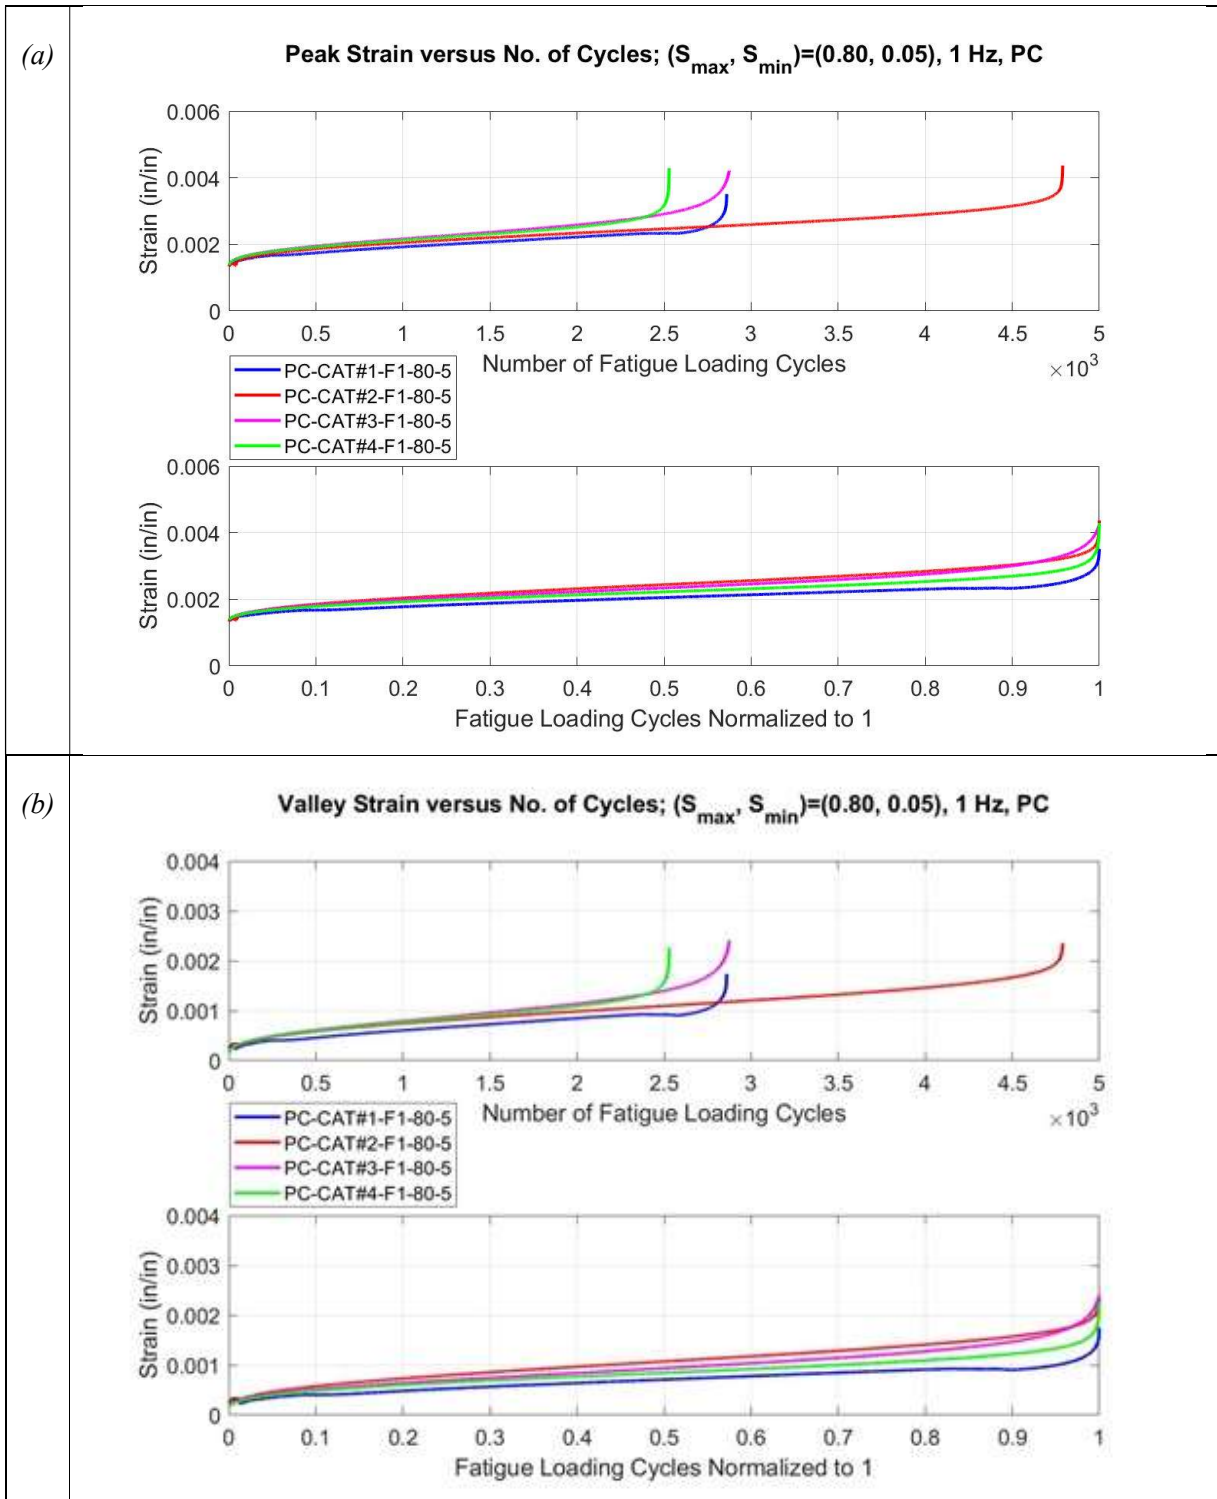 (a)
Peak Strain versus No. of Cycles; (Smax, Smin)=(0.80, 0.05), 1 Hz, PC
Strain (in/in)
0.006
0.004
0.002
0
0 0.5 1 1.5 2 2.5 3 3.5 4 4.5 5
Number of Fatigue Loading Cycles
×10^3
PC-CAT#1-F1-80-5
PC-CAT#2-F1-80-5
PC-CAT#3-F1-80-5
PC-CAT#4-F1-80-5
Strain (in/in)
0.006
0.004
0.002
0
0 0.1 0.2 0.3 0.4 0.5 0.6 0.7 0.8 0.9 1
Fatigue Loading Cycles Normalized to 1
(b)
Valley Strain versus No. of Cycles; (Smax, Smin)=(0.80, 0.05), 1 Hz, PC
Strain (in/in)
0.004
0.003
0.002
0.001
0
0 0.5 1 1.5 2 2.5 3 3.5 4 4.5 5
Number of Fatigue Loading Cycles
×10^3
PC-CAT#1-F1-80-5
PC-CAT#2-F1-80-5
PC-CAT#3-F1-80-5
PC-CAT#4-F1-80-5
Strain (in/in)
0.004
0.003
0.002
0.001
0
0 0.1 0.2 0.3 0.4 0.5 0.6 0.7 0.8 0.9 1
Fatigue Loading Cycles Normalized to 1